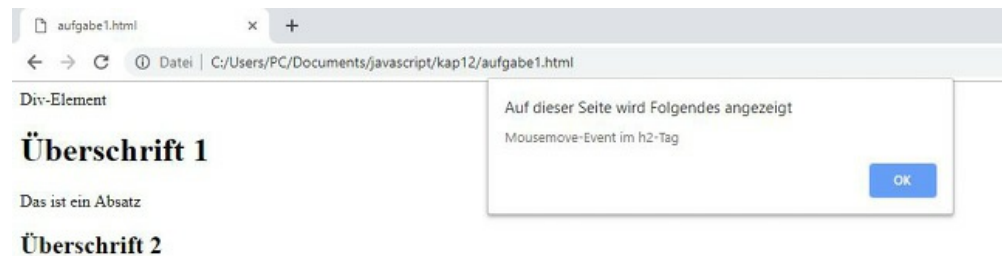 aufgabe1.html
Datei | C:/Users/PC/Documents/javascript/kap12/aufgabe1.html
Div-Element
Überschrift 1
Das ist ein Absatz
Überschrift 2
Auf dieser Seite wird Folgendes angezeigt
Mousemove-Event im h2-Tag
OK